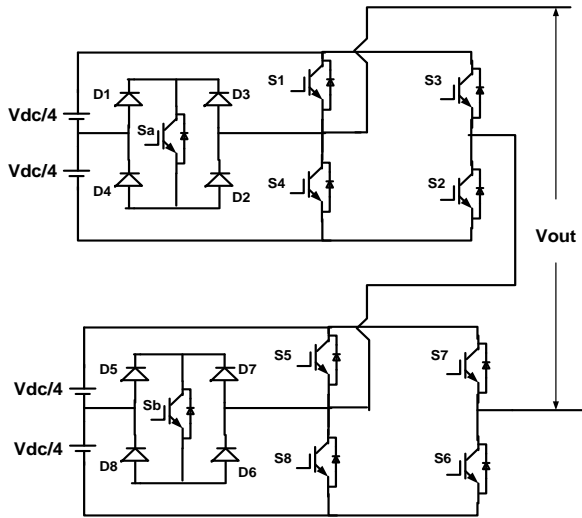 S1
S3
D1
D3
Vdc/4
Sa
Vdc/4
D4
D2
S4
S2
Vout
S5
S7
D5
D7
Vdc/4
Sb
Vdc/4
D8
D6
S8
S6